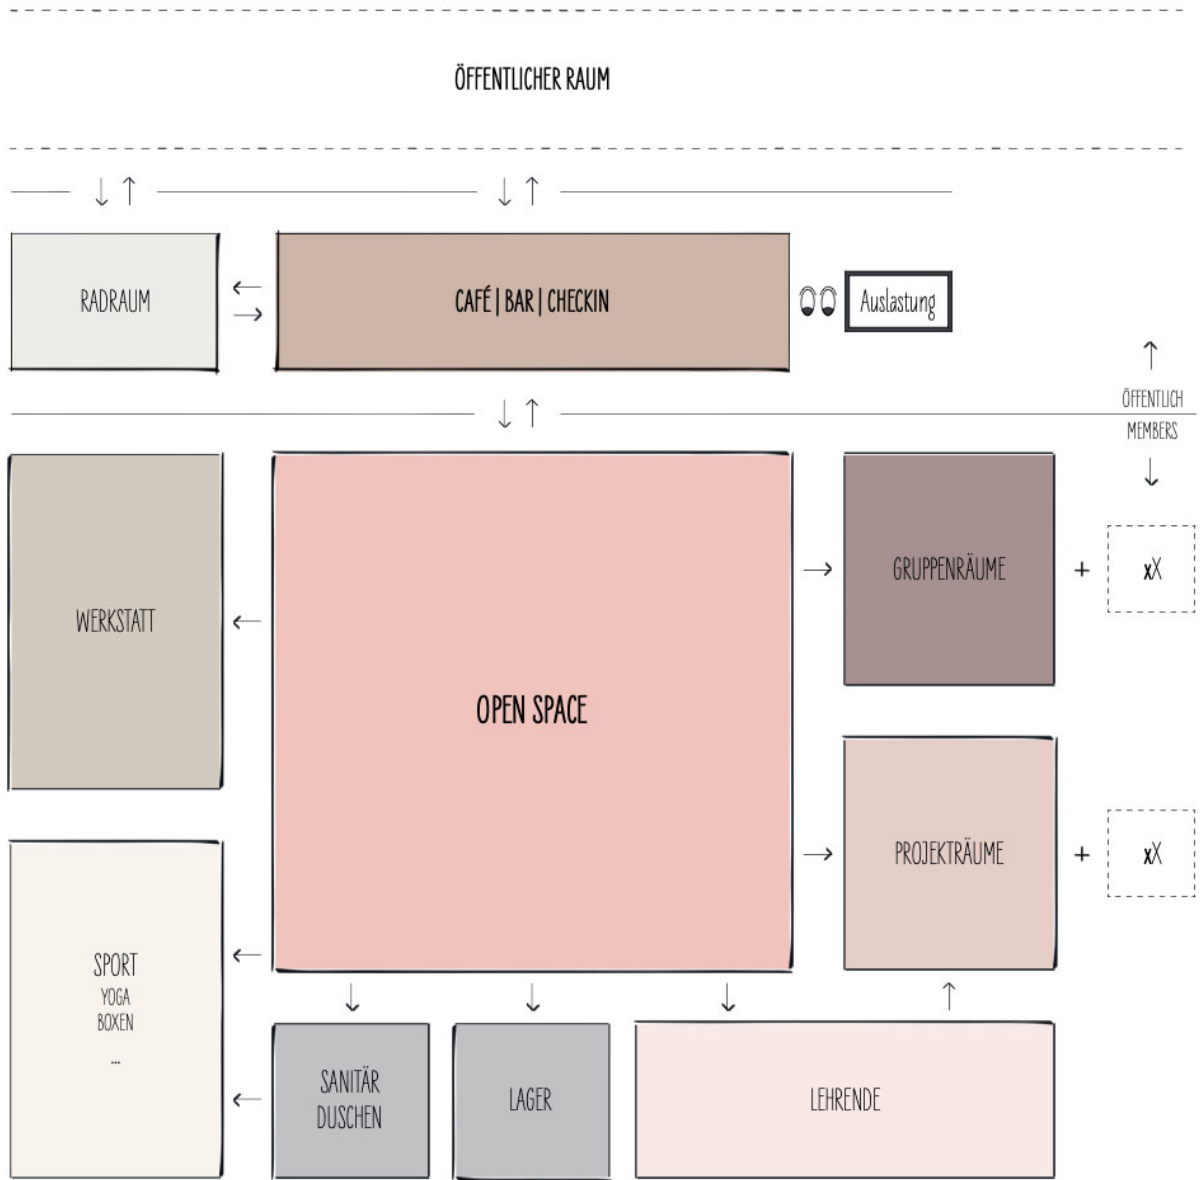 ÖFFENTLICHER RAUM
RADRAUM
CAFÉ | BAR | CHECKIN
Auslastung
ÖFFENTLICH
MEMBERS
WERKSTATT
OPEN SPACE
GRUPPENRÄUME
+
xX
PROJEKTRÄUME
+
xX
SPORT
YOGA
BOXEN
...
SANITÄR
DUSCHEN
LAGER
LEHRENDE